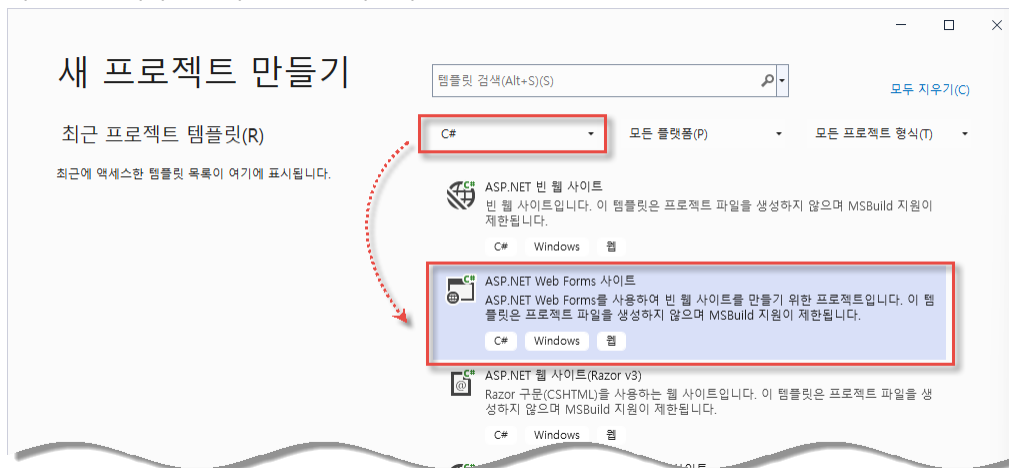 새 프로젝트 만들기
템플릿 검색(Alt+S)(S)
모두 지우기(C)
최근 프로젝트 템플릿(R)
C#
모든 플랫폼(P)
모든 프로젝트 형식(T)
최근에 액세스한 템플릿 목록이 여기에 표시됩니다.
ASP.NET 빈 웹 사이트
빈 웹 사이트입니다. 이 템플릿은 프로젝트 파일을 생성하지 않으며 MSBuild 지원이
제한됩니다.
C# Windows 웹
ASP.NET Web Forms 사이트
ASP.NET Web Forms를 사용하여 빈 웹 사이트를 만들기 위한 프로젝트입니다. 이 템
플릿은 프로젝트 파일을 생성하지 않으며 MSBuild 지원이 제한됩니다.
C# Windows 웹
ASP.NET 웹 사이트(Razor v3)
Razor 구문(CSHTML)을 사용하는 웹 사이트입니다. 이 템플릿은 프로젝트 파일을 생
성하지 않으며 MSBuild 지원이 제한됩니다.
C# Windows 웹